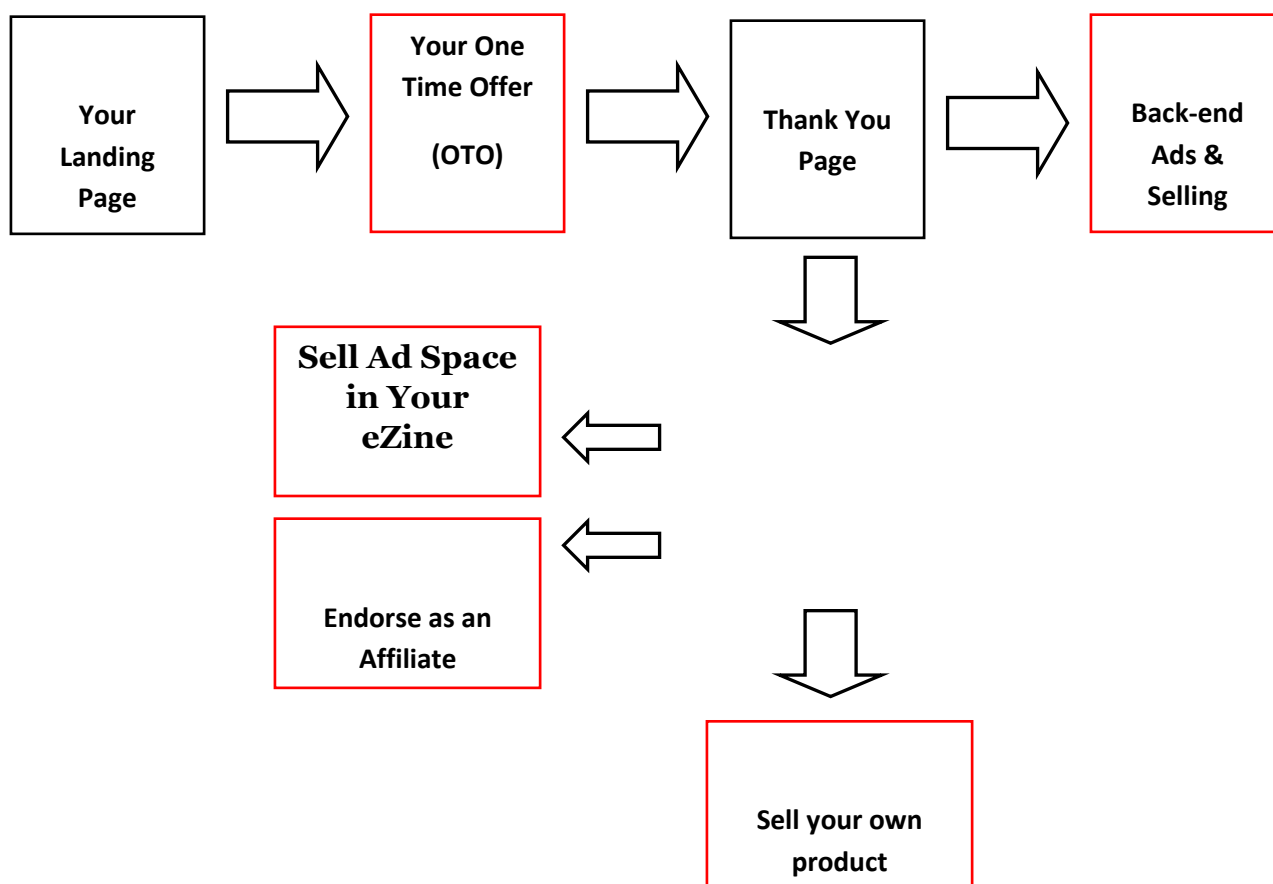 Your
Landing
Page
Your One
Time Offer
(OTO)
Thank You
Page
Back-end
Ads &
Selling
Sell Ad Space
in Your
eZine
Endorse as an
Affiliate
Sell your own
product